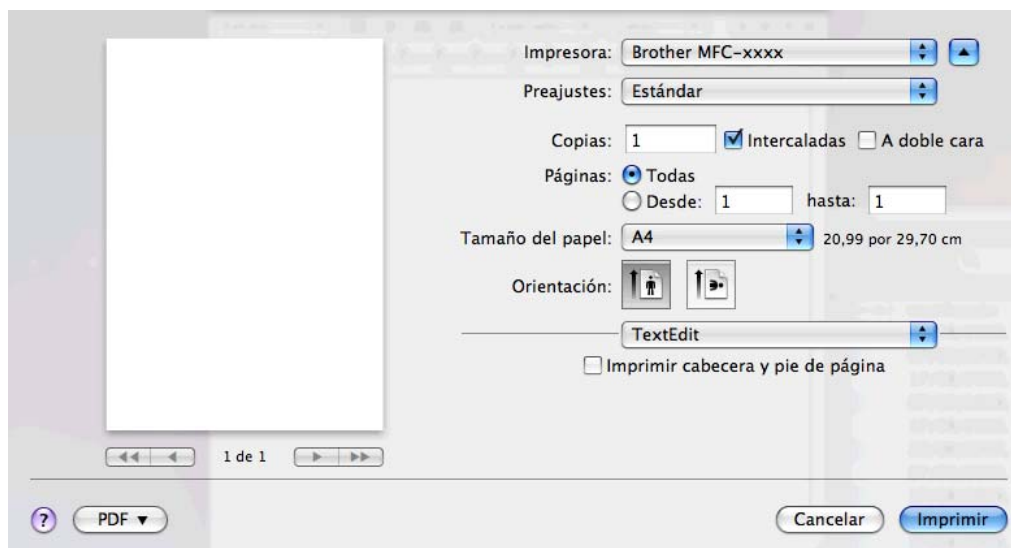 Impresora: Brother MFC-xxxx
Preajustes: Estándar
Copias: 1 Intercaladas A doble cara
Páginas: Todas
Desde: 1 hasta: 1
Tamaño del papel: A4 20,99 por 29,70 cm
Orientación:
TextEdit
Imprimir cabecera y pie de página
1 de 1
? PDF Cancelar Imprimir